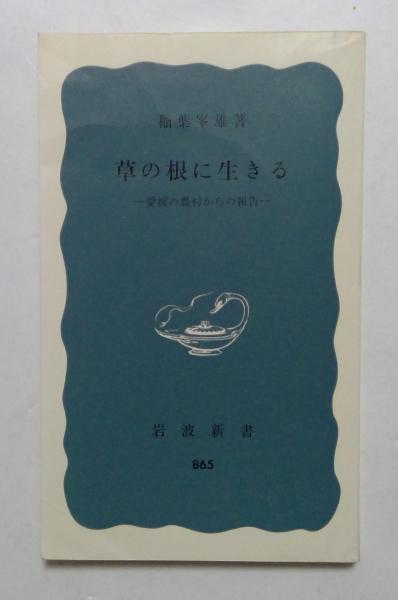 稲葉峯雄著
草の根に生きる
—愛媛の農村からの報告—
岩波新書
865